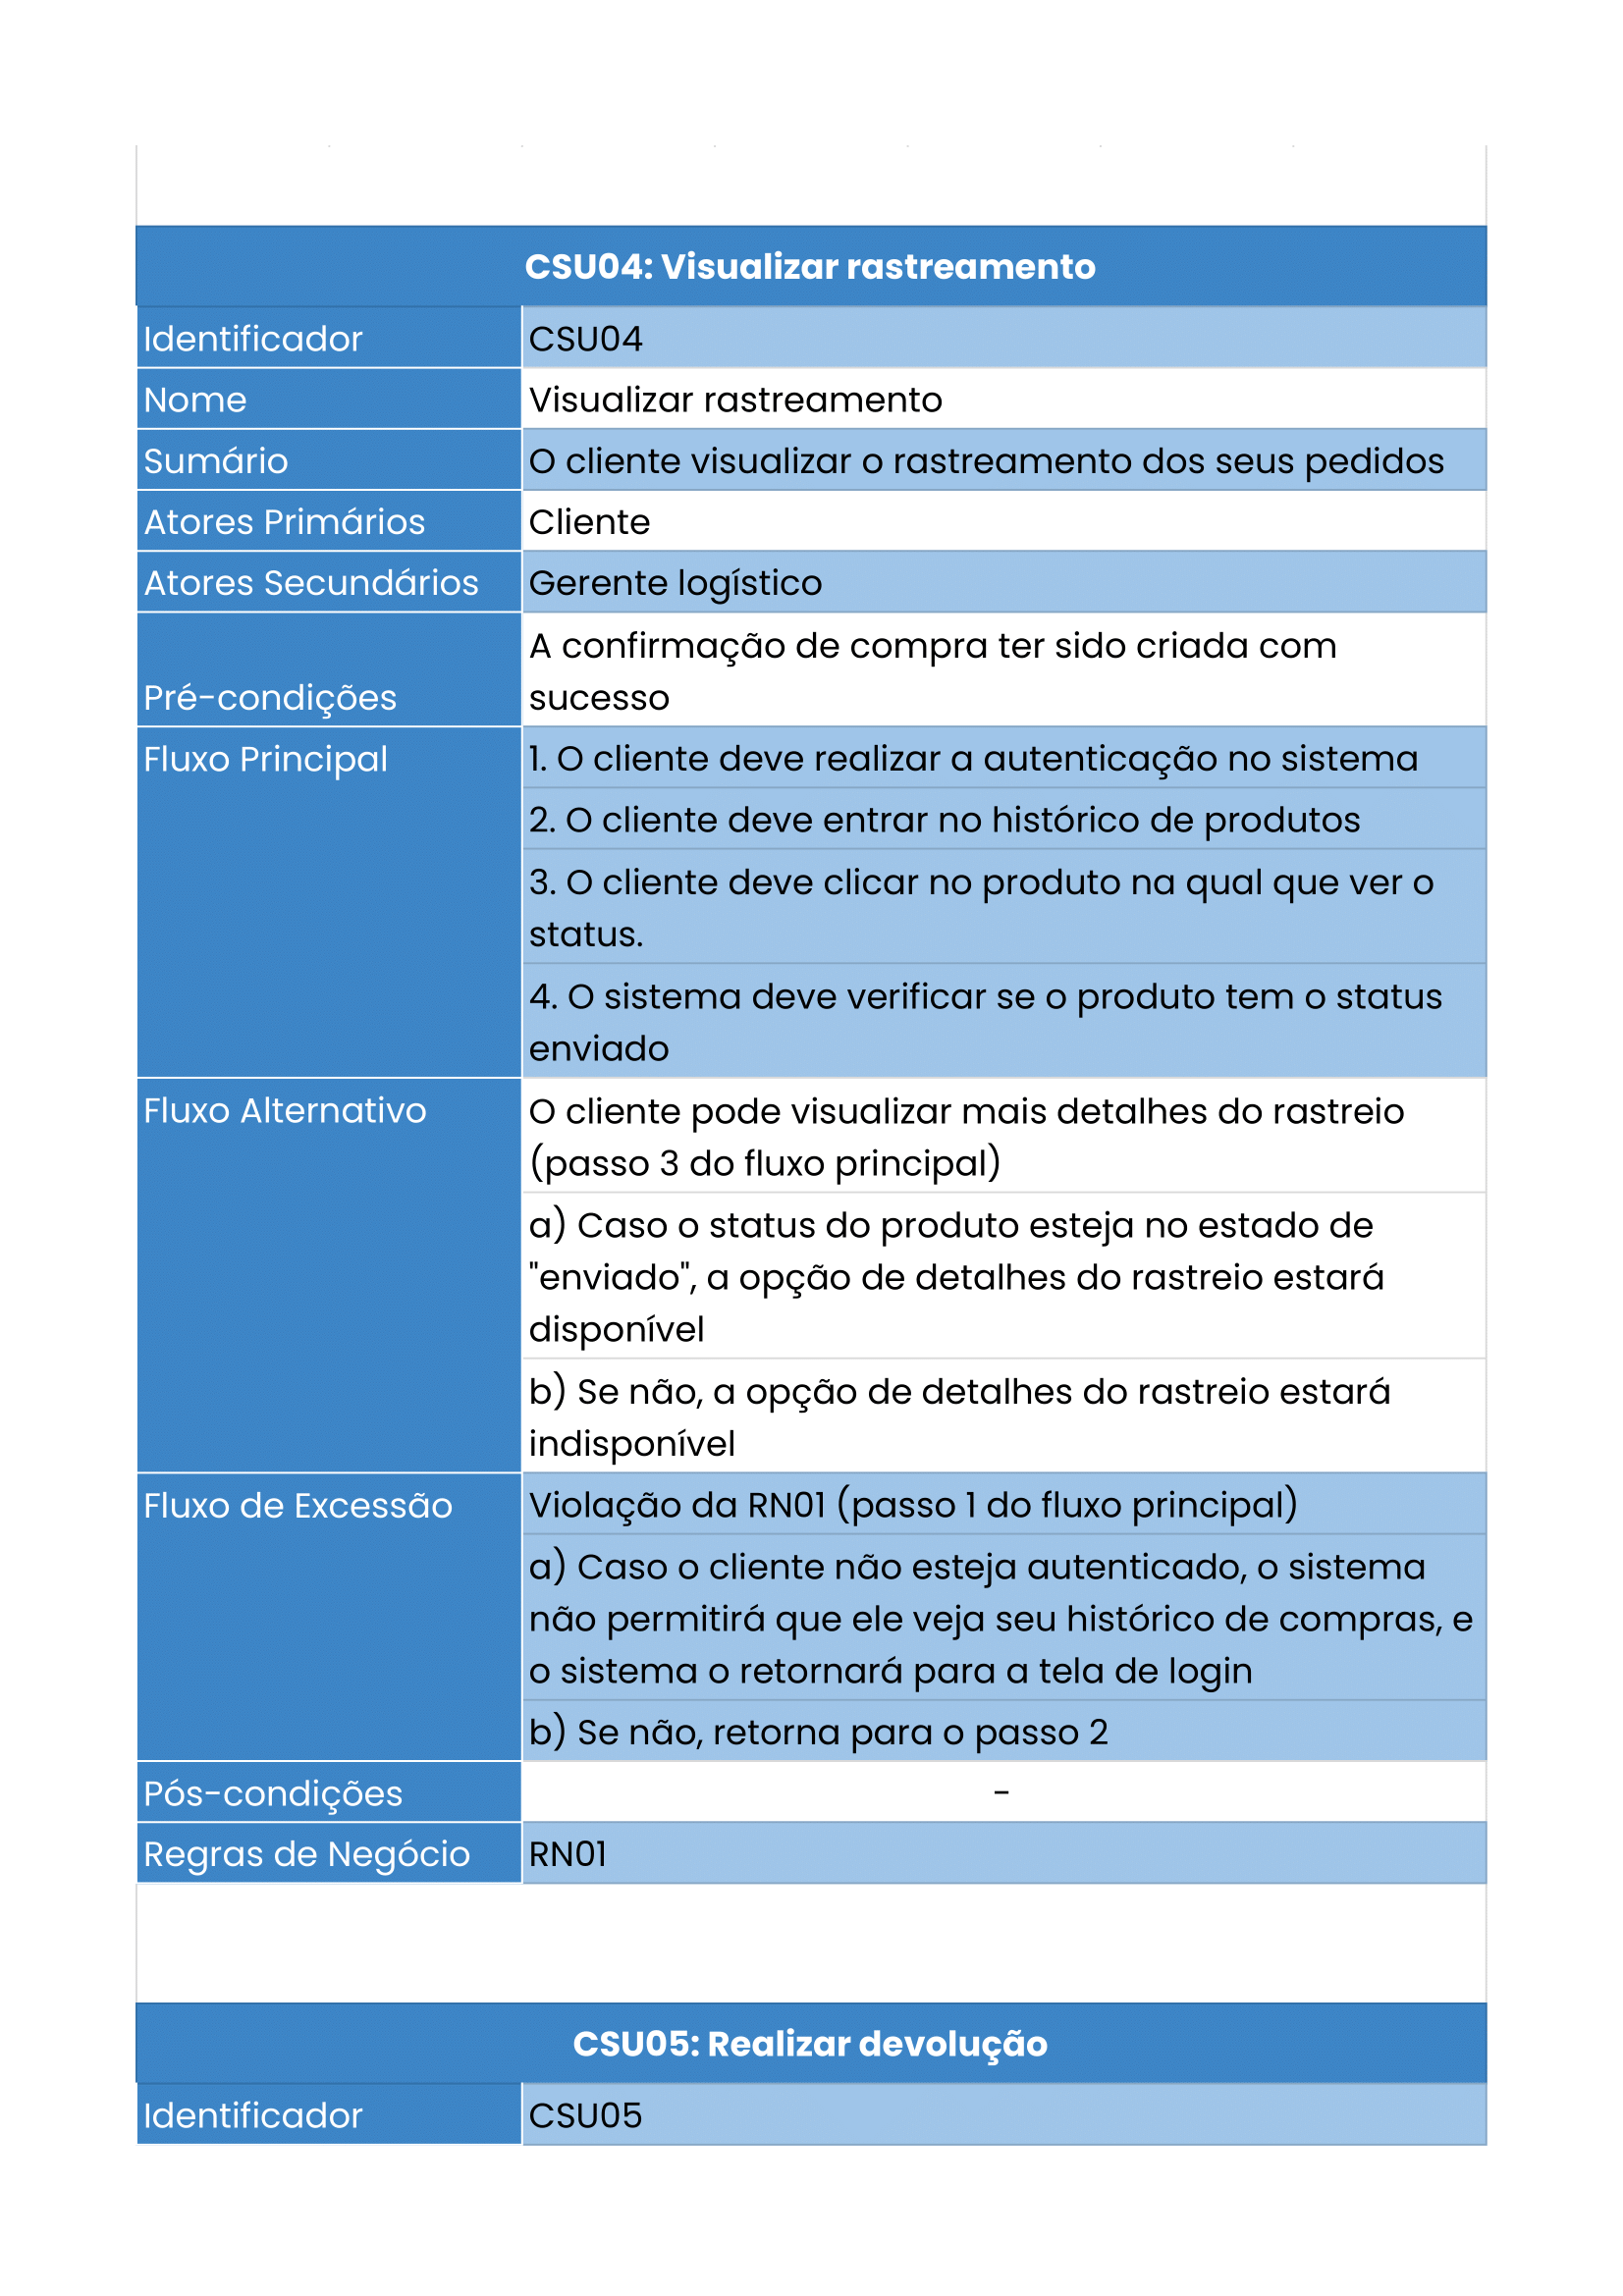 CSU04: Visualizar rastreamento
Identificador CSU04
Nome Visualizar rastreamento
Sumário O cliente visualizar o rastreamento dos seus pedidos
Atores Primários Cliente
Atores Secundários Gerente logístico
A confirmação de compra ter sido criada com
Pré-condições sucesso
Fluxo Principal 1. O cliente deve realizar a autenticação no sistema
2. O cliente deve entrar no histórico de produtos
3. O cliente deve clicar no produto na qual que ver o
status.
4. O sistema deve verificar se o produto tem o status
enviado
Fluxo Alternativo O cliente pode visualizar mais detalhes do rastreio
(passo 3 do fluxo principal)
a) Caso o status do produto esteja no estado de
"enviado", a opção de detalhes do rastreio estará
disponível
b) Se não, a opção de detalhes do rastreio estará
indisponível
Fluxo de Excessão Violação da RN01 (passo 1 do fluxo principal)
a) Caso o cliente não esteja autenticado, o sistema
não permitirá que ele veja seu histórico de compras, e
o sistema o retornará para a tela de login
b) Se não, retorna para o passo 2
Pós-condições -
Regras de Negócio RN01
CSU05: Realizar devolução
Identificador CSU05